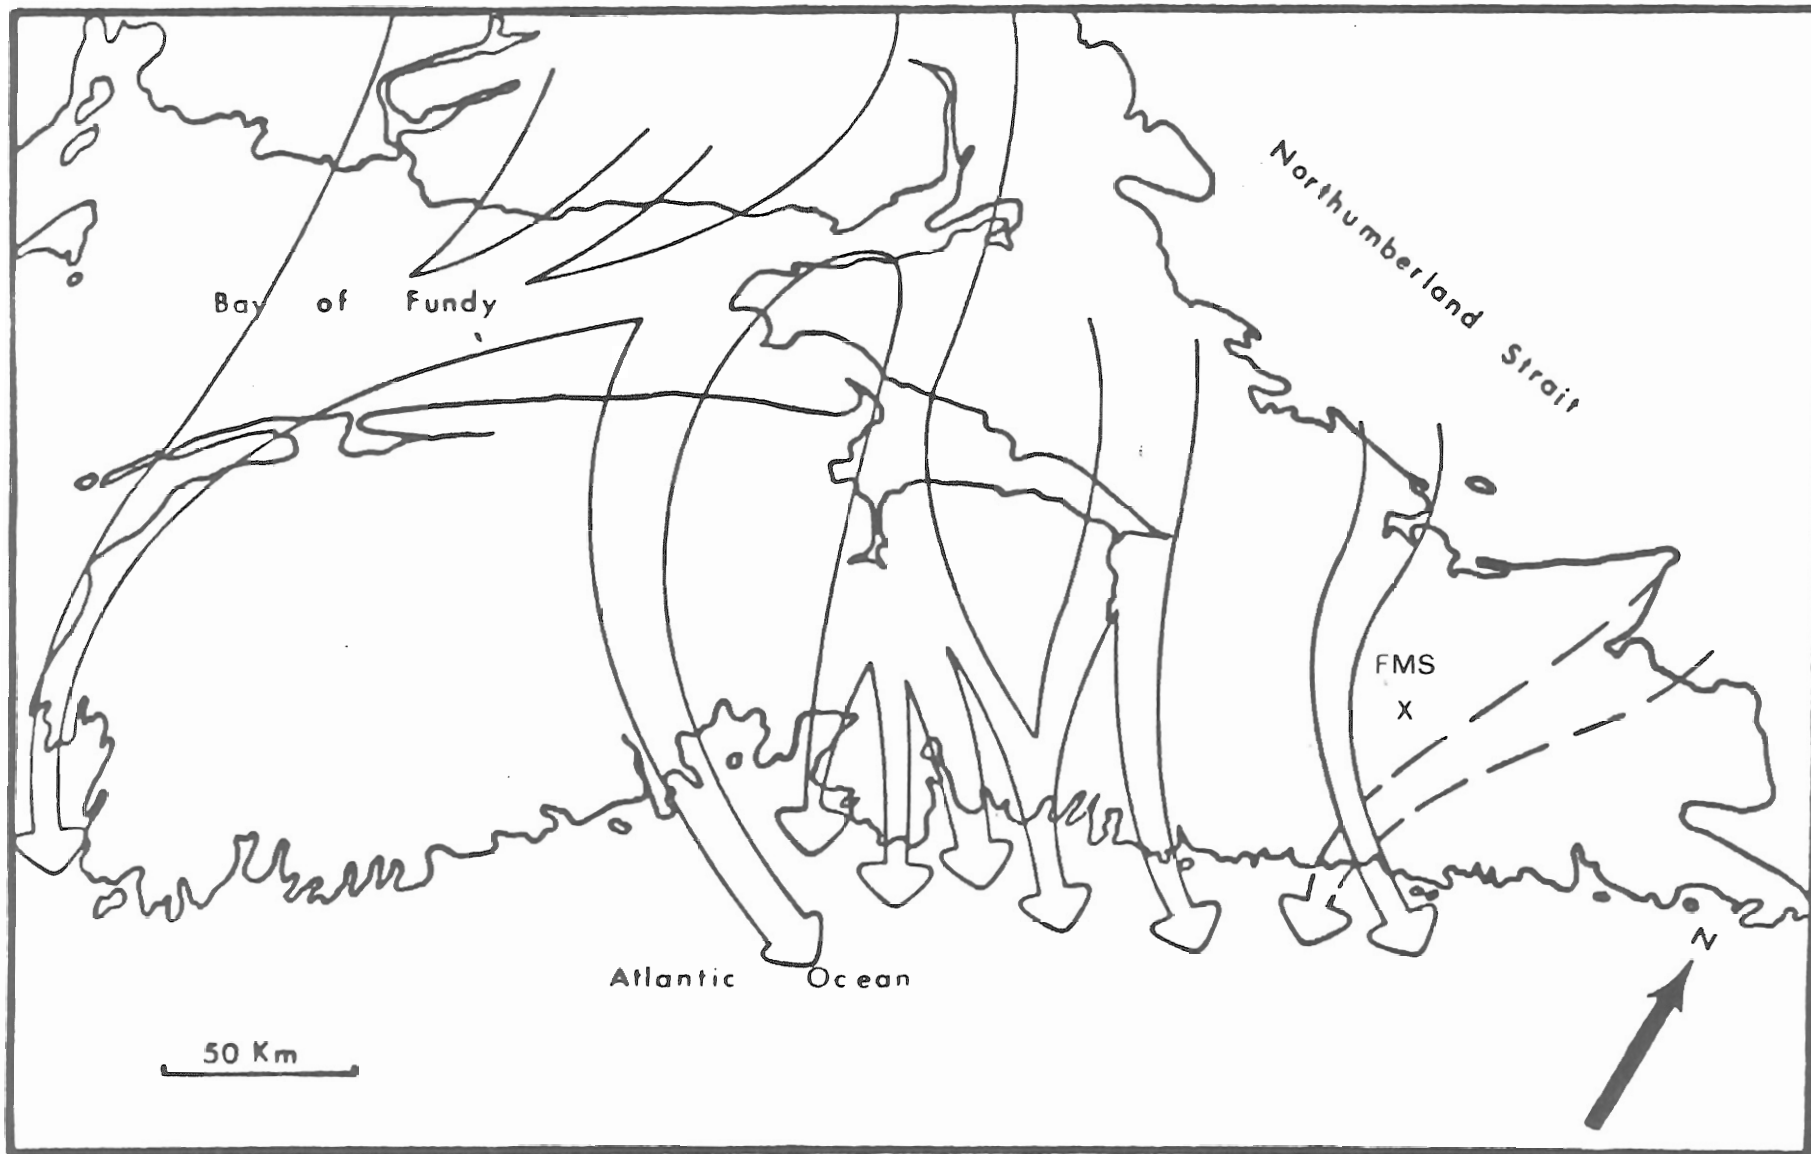 Northumberland Strait
Bay of Fundy
FMS
X
N
Atlantic Ocean
50 Km